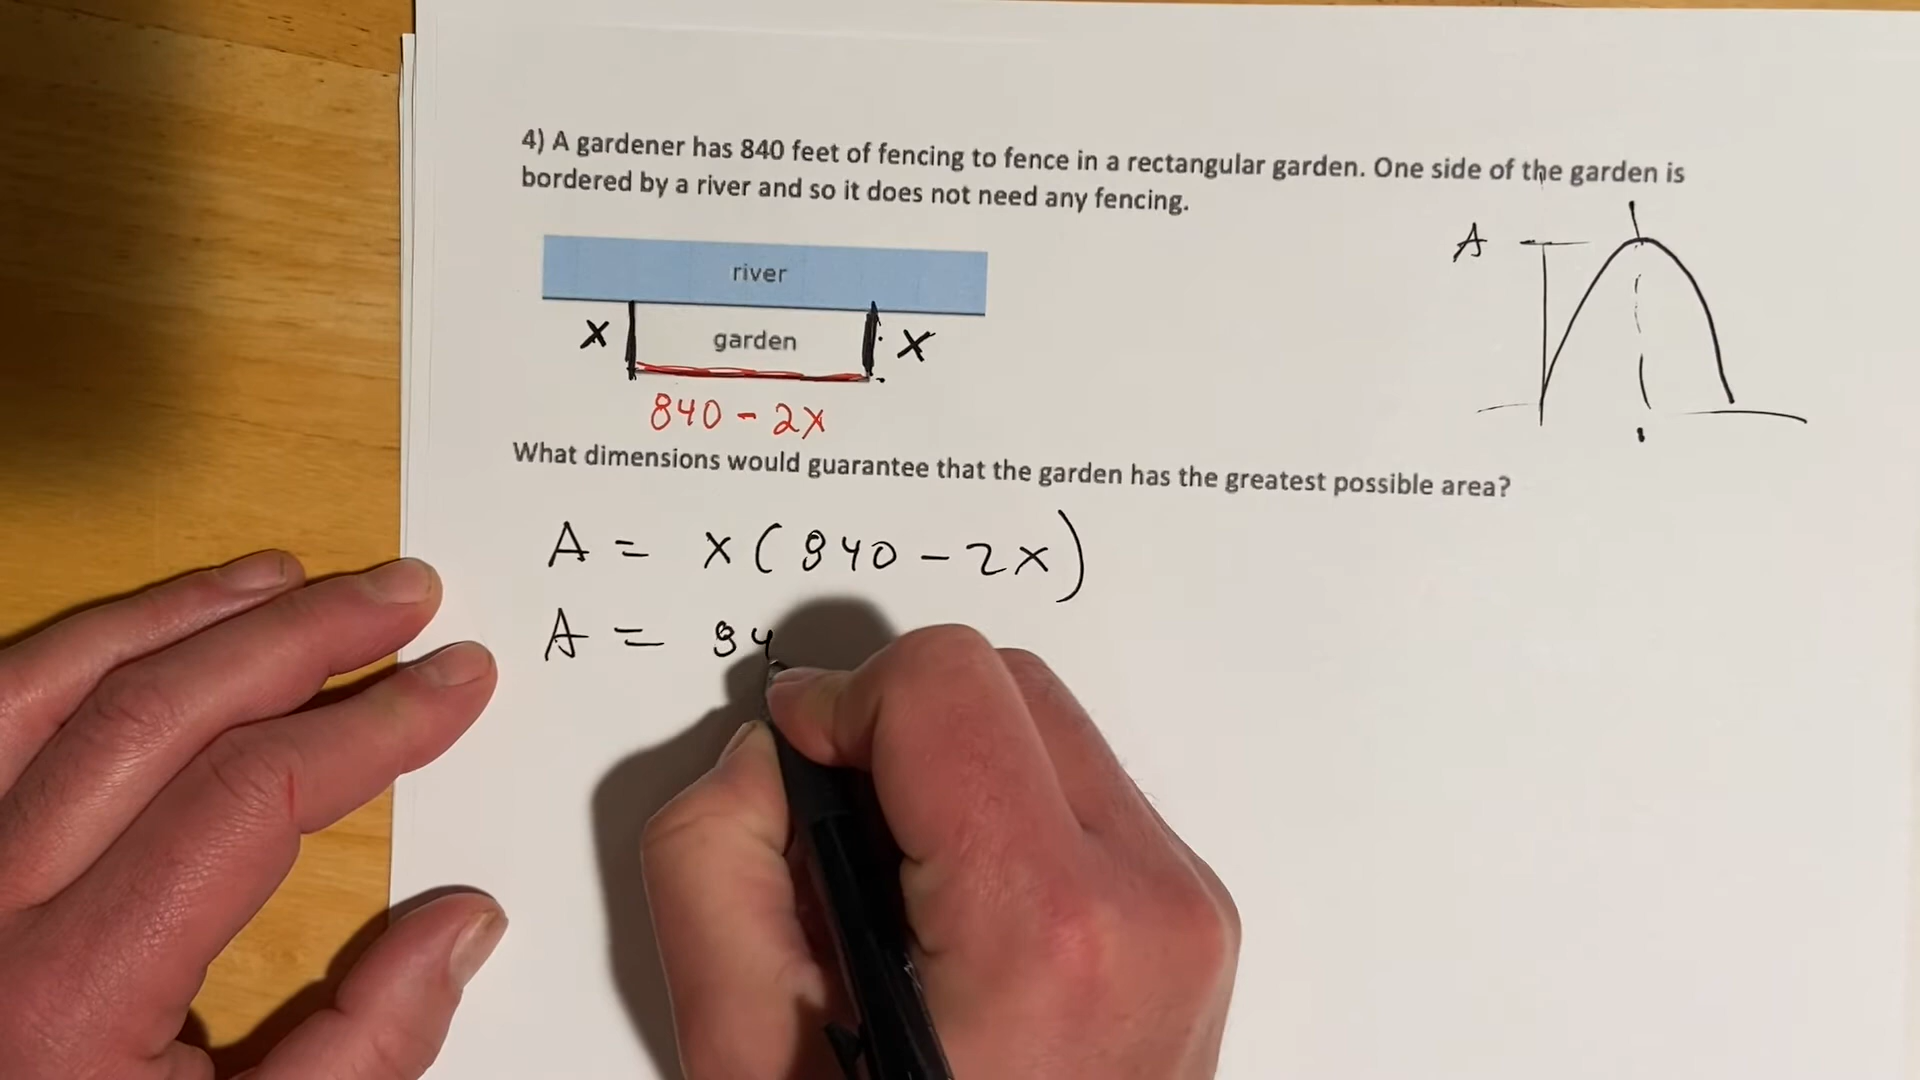 4) A gardener has 840 feet of fencing to fence in a rectangular garden. One side of the garden is
bordered by a river and so it does not need any fencing.
A
river
x garden x
840 - 2x
What dimensions would guarantee that the garden has the greatest possible area?
A = x(840 - 2x)
A = 84